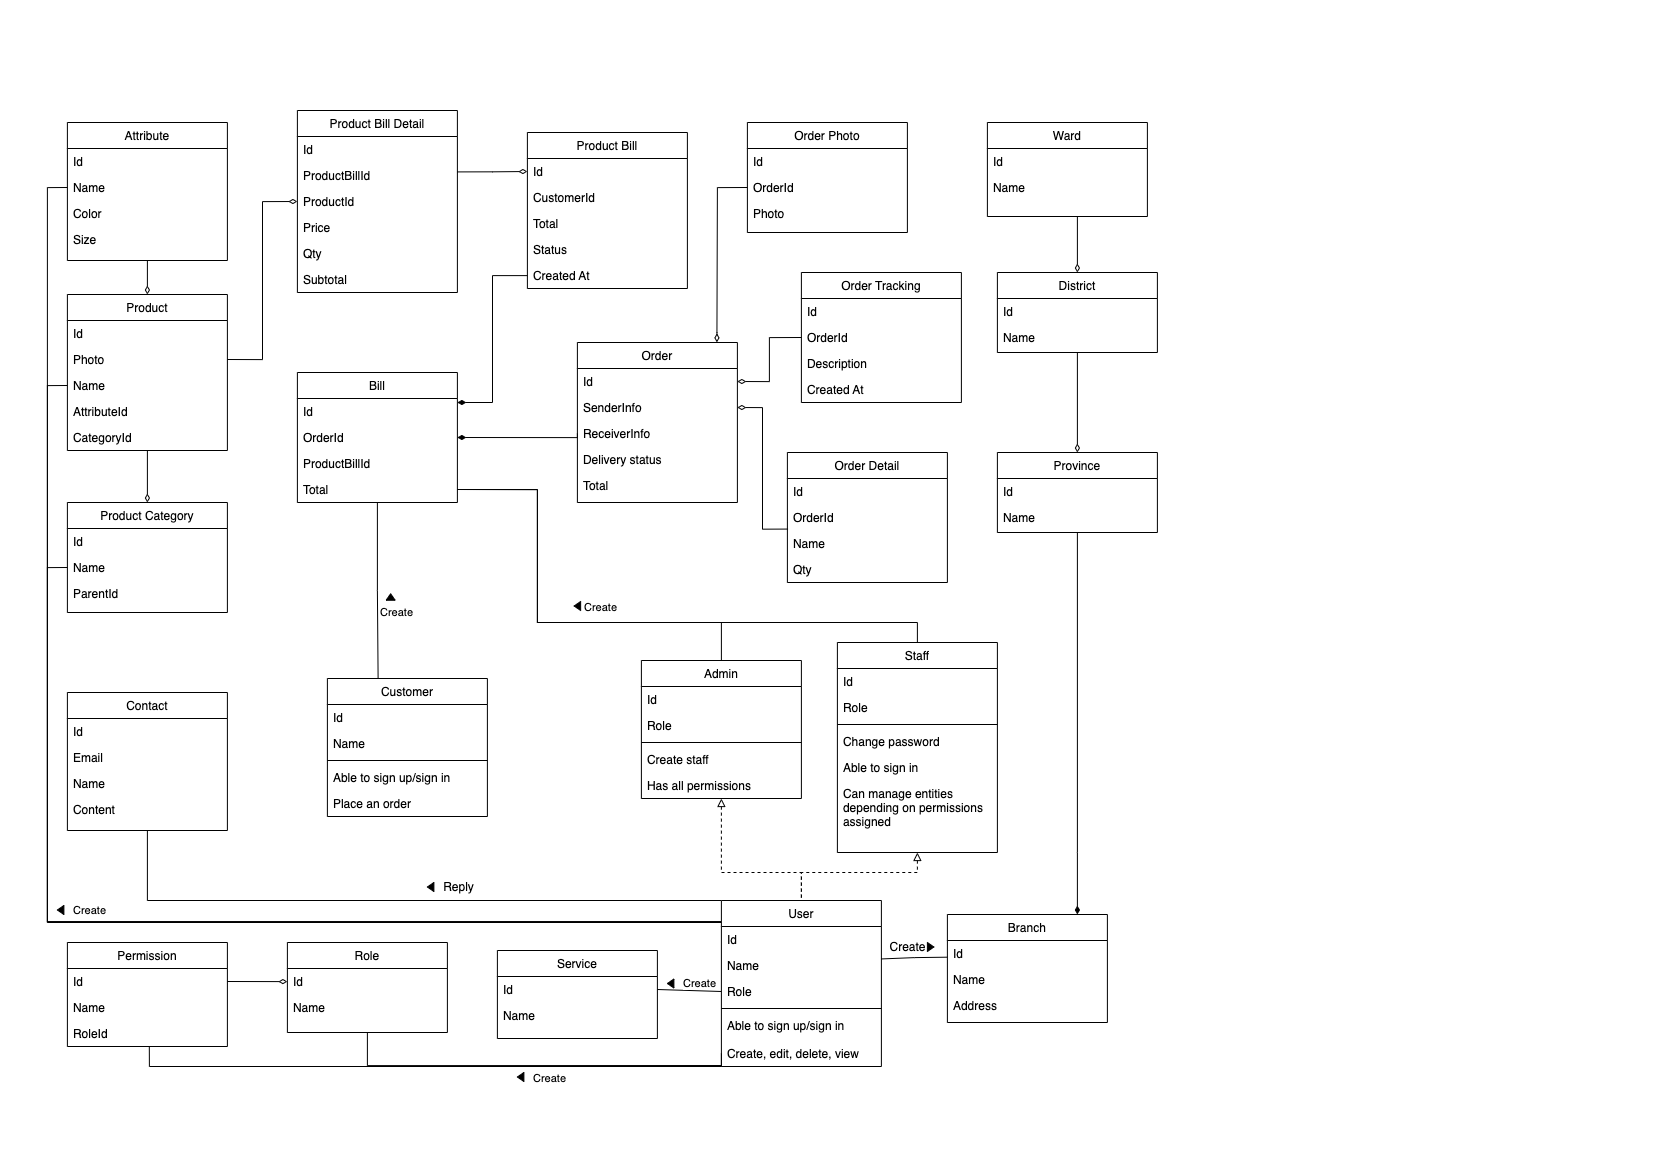 Attribute
Id
Name
Color
Size
Product Bill Detail
Id
ProductBillId
ProductId
Price
Qty
Subtotal
Product Bill
Id
CustomerId
Total
Status
Created At
Order Photo
Id
OrderId
Photo
Ward
Id
Name
Product
Id
Photo
Name
AttributeId
CategoryId
Bill
Id
OrderId
ProductBillId
Total
Order
Id
SenderInfo
ReceiverInfo
Delivery status
Total
Order Tracking
Id
OrderId
Description
Created At
District
Id
Name
Product Category
Id
Name
ParentId
Order Detail
Id
OrderId
Name
Qty
Province
Id
Name
Create
Create
Contact
Id
Email
Name
Content
Customer
Id
Name
Able to sign up/sign in
Place an order
Admin
Id
Role
Create staff
Has all permissions
Staff
Id
Role
Change password
Able to sign in
Can manage entities
depending on permissions
assigned
Reply
Create
Permission
Id
Name
RoleId
Role
Id
Name
Service
Id
Name
Create
User
Id
Name
Role
Able to sign up/sign in
Create, edit, delete, view
Create
Branch
Id
Name
Address
Create